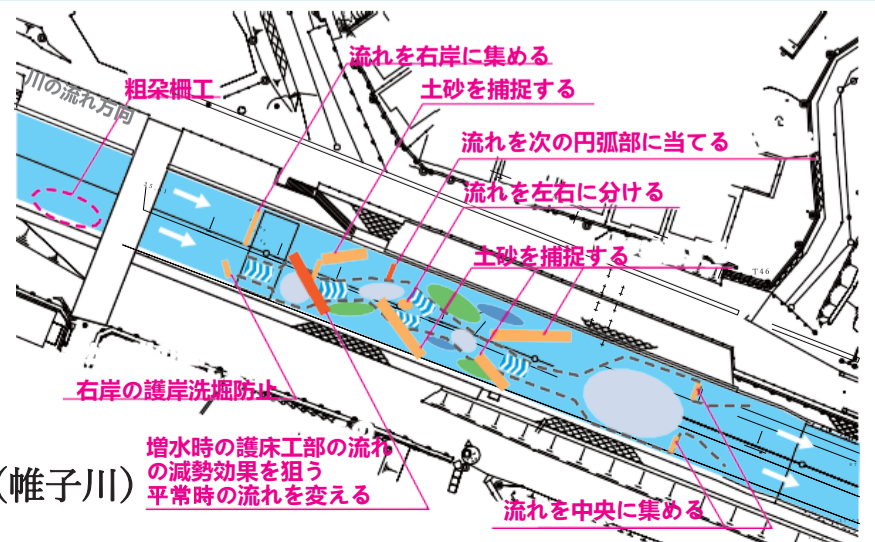 流れを右岸に集める
粗朶柵工
川の流れ方向
土砂を捕捉する
流れを次の円弧部に当てる
流れを左右に分ける
土砂を捕捉する
T46
右岸の護岸洗堀防止
増水時の護床工部の流れ
の減勢効果を狙う
平常時の流れを変える
(帷子川)
流れを中央に集める